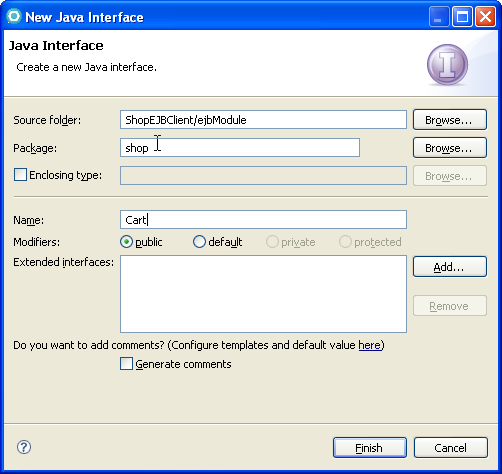 New Java Interface
Java Interface
Create a new Java interface.
I
Source folder: ShopEJBClient/ejbModule Browse...
Package: shop Browse...
Enclosing type: Browse...
Name: Cart
Modifiers: public default private protected
Extended interfaces: Add...
Remove
Do you want to add comments? (Configure templates and default value here)
Generate comments
? Finish Cancel